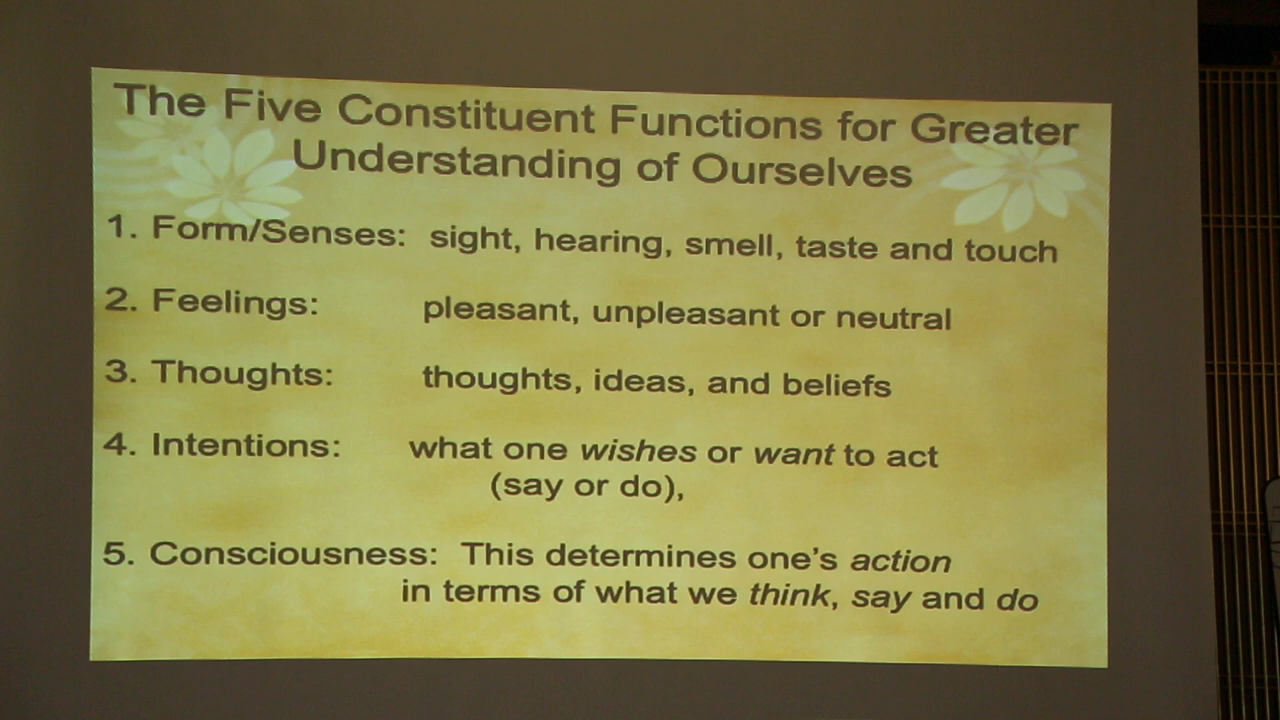 The Five Constituent Functions for Greater
Understanding of Ourselves
1. Form/Senses: sight, hearing, smell, taste and touch
2. Feelings: pleasant, unpleasant or neutral
3. Thoughts: thoughts, ideas, and beliefs
4. Intentions: what one wishes or want to act
(say or do),
5. Consciousness: This determines one's action
in terms of what we think, say and do